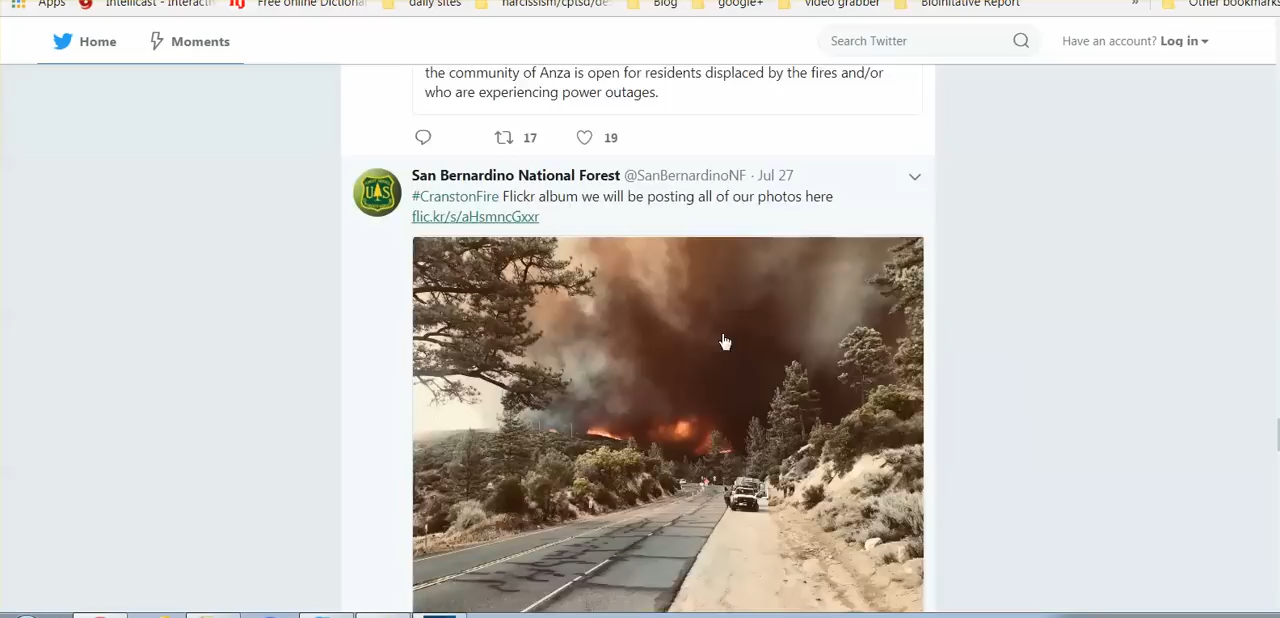 Apps Intellicast - Interacti Free online Dictionar daily sites narcissism/cptsd/de Blog google+ video grabber BioInitiative Report » Other bookmarks
Home Moments Search Twitter Have an account? Log in
the community of Anza is open for residents displaced by the fires and/or
who are experiencing power outages.
17 19
San Bernardino National Forest @SanBernardinoNF · Jul 27
#CranstonFire Flickr album we will be posting all of our photos here
flic.kr/s/aHsmncGxxr